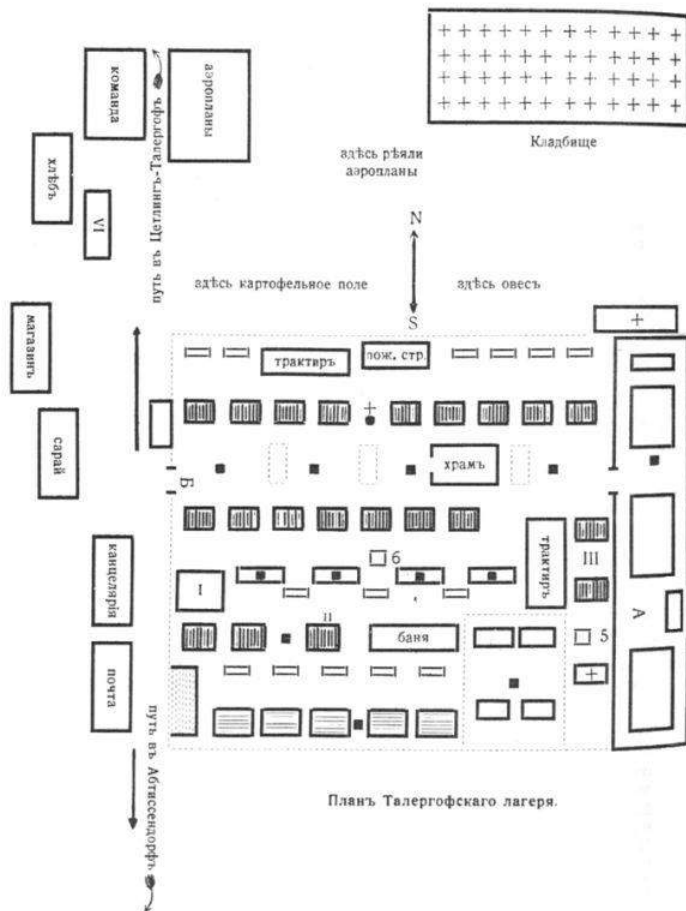 команда
аэропланы
Кладбище
хлѣбъ
VI
путь въ Цетлингъ-Талергофъ
здѣсь рѣяли
аэропланы
N
S
здѣсь картофельное поле
здѣсь овесъ
магазинъ
сарай
трактиръ
пож. стр.
храмъ
Б
канцелярія
почта
I
б
трактиръ
III
А
II
баня
5
путь въ Абтиссендорфъ
Планъ Талергофскаго лагеря.